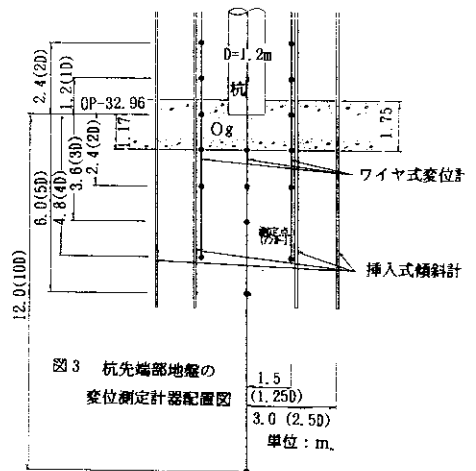 D=1.2m
杭
2.4(2D)
1.2(1D)
OP-32.96
Og
1.17
1.75
2.4(2D)
3.6(3D)
4.8(4D)
6.0(5D)
12.0(10D)
ワイヤ式変位計
挿入式傾斜計
図3 杭先端部地盤の
変位測定計器配置図
1.5
(1.25D)
3.0 (2.5D)
単位:m